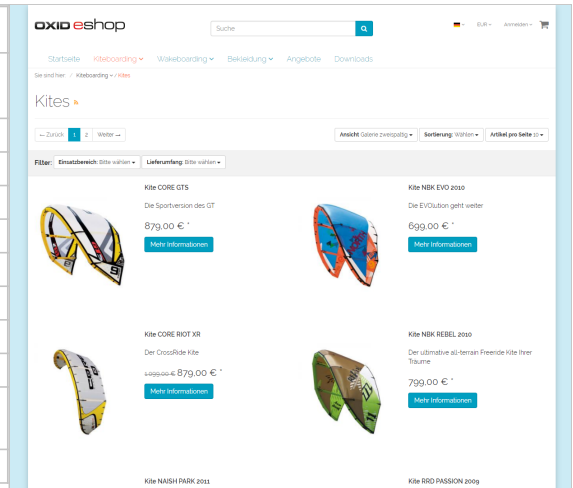 OXID eshop
Suche
EUR
Anmelden
Startseite Kiteboarding Wakeboarding Bekleidung Angebote Downloads
Sie sind hier: / Kiteboarding / Kites
Kites
← Zurück 1 2 Weiter →
Ansicht Galerie zweispaltig Sortierung: Wählen Artikel pro Seite 10
Filter: Einsatzbereich: Bitte wählen Lieferumfang: Bitte wählen
Kite CORE GTS
Die Sportversion des GT
879,00 € *
Mehr Informationen
Kite NBK EVO 2010
Die EVOlution geht weiter
699,00 € *
Mehr Informationen
Kite CORE RIOT XR
Der CrossRide Kite
1.099,00 € 879,00 € *
Mehr Informationen
Kite NBK REBEL 2010
Der ultimative all-terrain Freeride Kite Ihrer
Träume
799,00 € *
Mehr Informationen
Kite NAISH PARK 2011
Kite RRD PASSION 2009